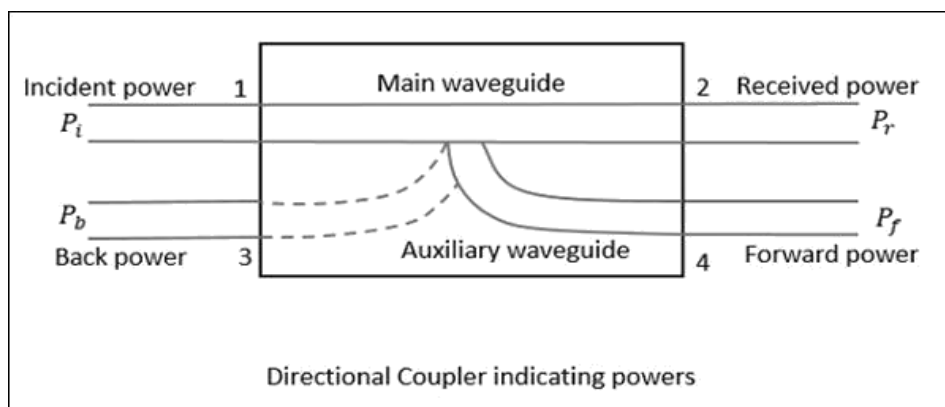 Incident power 1 Main waveguide 2 Received power
P_i P_r
P_b P_f
Back power 3 Auxiliary waveguide 4 Forward power
Directional Coupler indicating powers